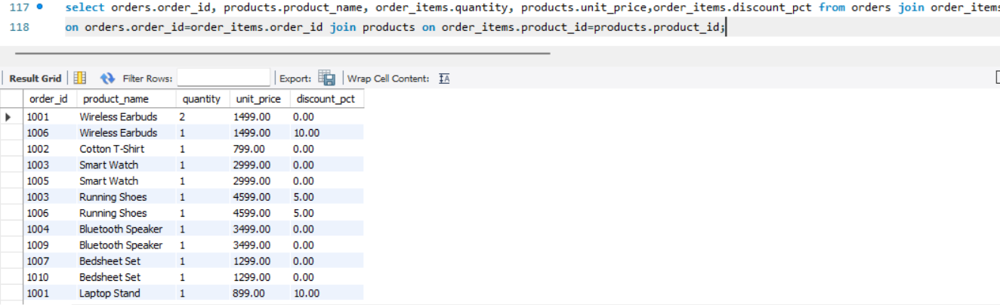 117 select orders.order_id, products.product_name, order_items.quantity, products.unit_price,order_items.discount_pct from orders join order_items
118 on orders.order_id=order_items.order_id join products on order_items.product_id=products.product_id;
Result Grid Filter Rows: Export: Wrap Cell Content:
order_id product_name quantity unit_price discount_pct
1001 Wireless Earbuds 2 1499.00 0.00
1006 Wireless Earbuds 1 1499.00 10.00
1002 Cotton T-Shirt 1 799.00 0.00
1003 Smart Watch 1 2999.00 0.00
1005 Smart Watch 1 2999.00 0.00
1003 Running Shoes 1 4599.00 5.00
1006 Running Shoes 1 4599.00 5.00
1004 Bluetooth Speaker 1 3499.00 0.00
1009 Bluetooth Speaker 1 3499.00 0.00
1007 Bedsheet Set 1 1299.00 0.00
1010 Bedsheet Set 1 1299.00 0.00
1001 Laptop Stand 1 899.00 10.00